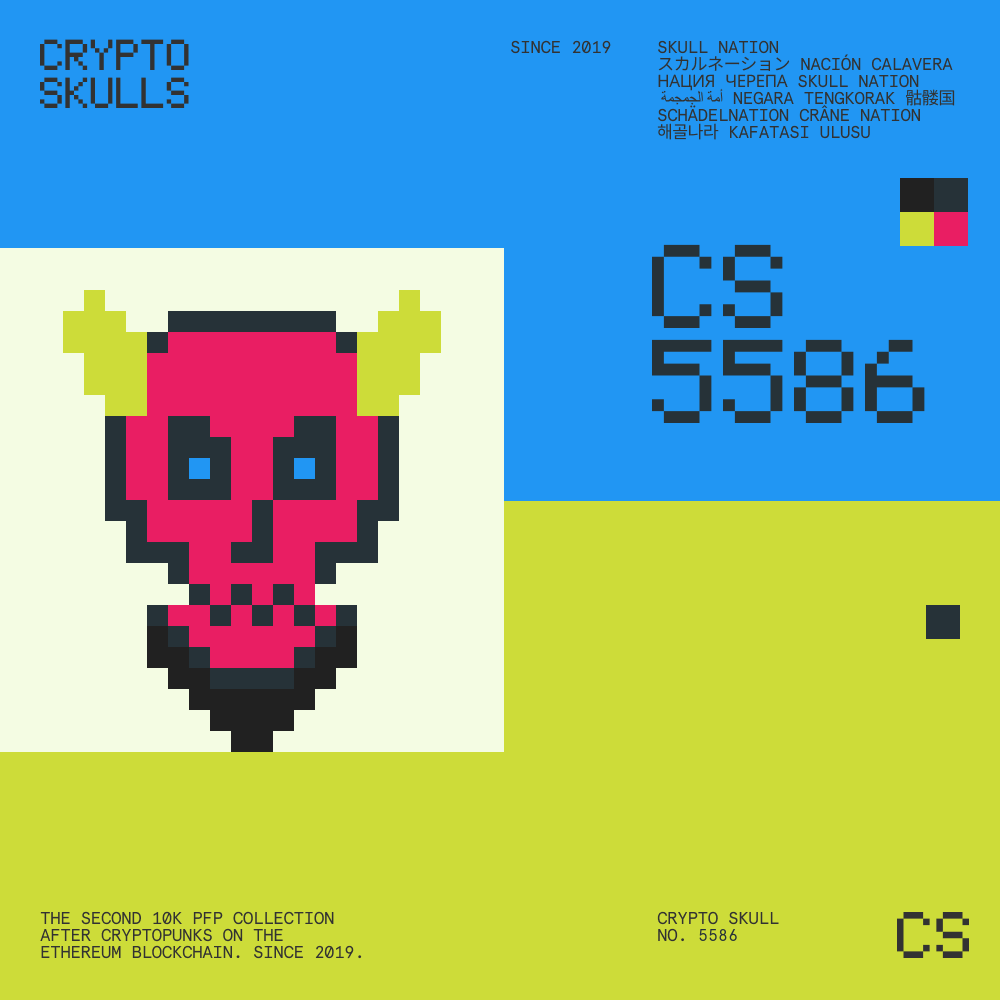 CRYPTO
SKULLS
SINCE 2019
SKULL NATION
スカルネーション NACIÓN CALAVERA
НАЦИЯ ЧЕРЕПА SKULL NATION
أمة الجمجمة NEGARA TENGKORAK 骷髅国
SCHÄDELNATION CRÂNE NATION
해골나라 KAFATASI ULUSU
CS
5586
THE SECOND 10K PFP COLLECTION
AFTER CRYPTOPUNKS ON THE
ETHEREUM BLOCKCHAIN. SINCE 2019.
CRYPTO SKULL
NO. 5586
CS